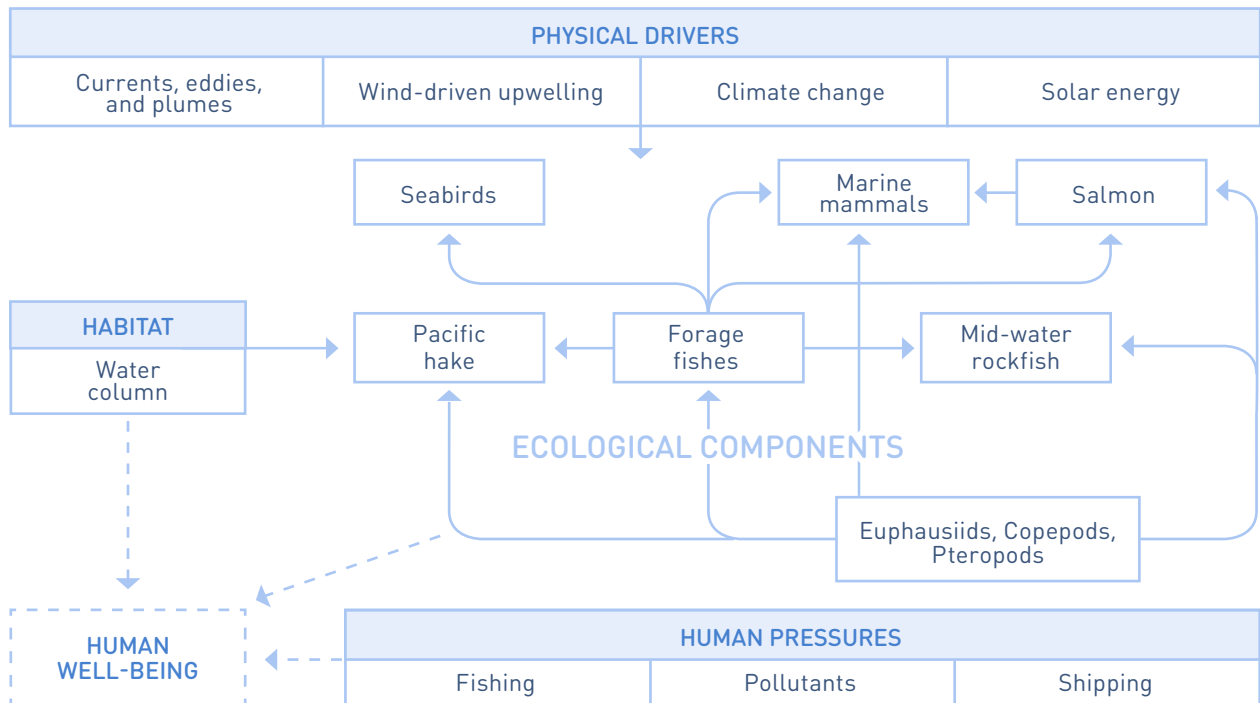 PHYSICAL DRIVERS
Currents, eddies,
and plumes
Wind-driven upwelling
Climate change
Solar energy
Seabirds
Marine
mammals
Salmon
HABITAT
Water
column
Pacific
hake
Forage
fishes
Mid-water
rockfish
ECOLOGICAL COMPONENTS
Euphausiids, Copepods,
Pteropods
HUMAN
WELL-BEING
HUMAN PRESSURES
Fishing
Pollutants
Shipping